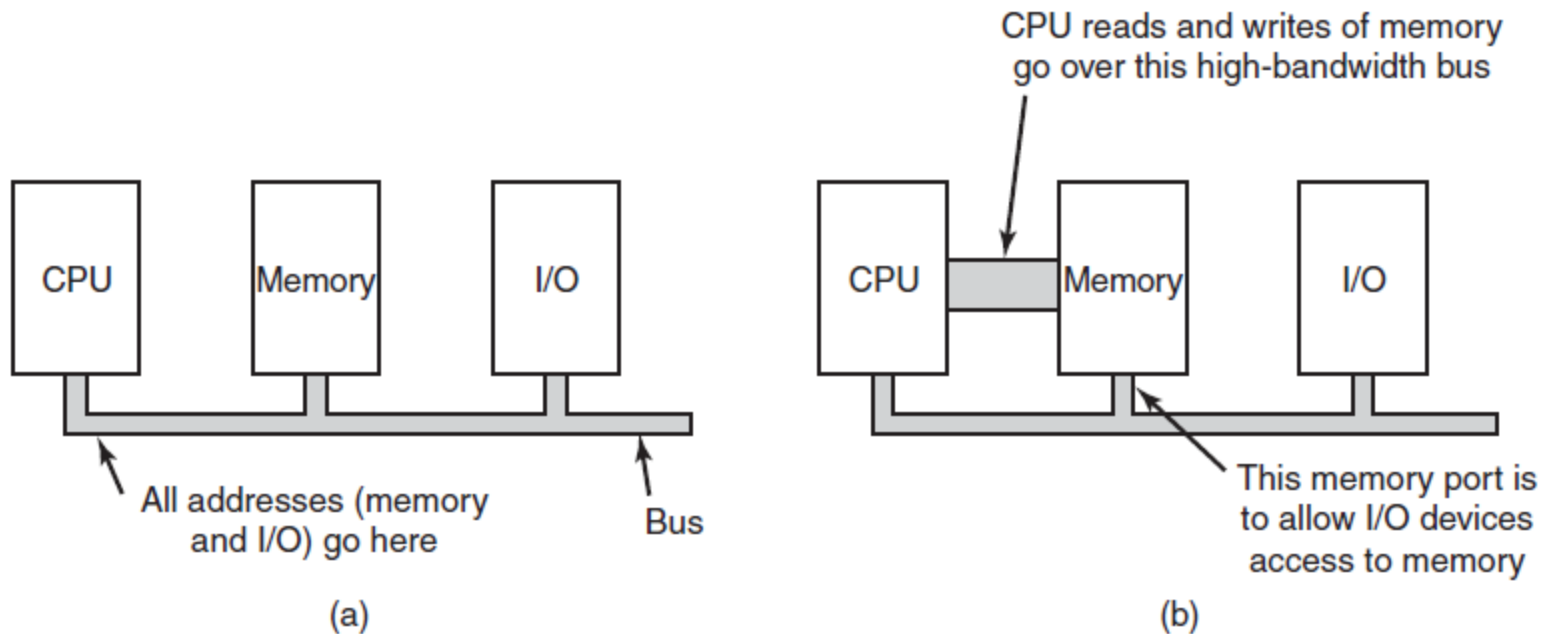 CPU reads and writes of memory
go over this high-bandwidth bus
CPU
Memory
I/O
CPU
Memory
I/O
All addresses (memory
and I/O) go here
Bus
This memory port is
to allow I/O devices
access to memory
(a)
(b)